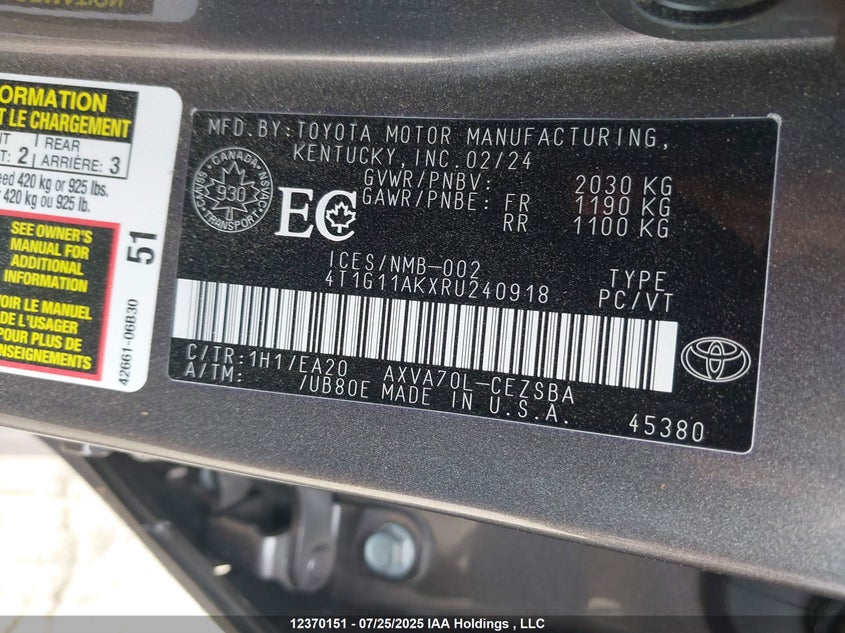 ORMATION
T LE CHARGEMENT
REAR
T: 2
ARRIÈRE: 3
eed 420 kg or 925 lbs.
420 kg ou 925 lb.
SEE OWNER'S
MANUAL FOR
ADDITIONAL
INFORMATION
VOIR LE MANUEL
DE L'USAGER
POUR PLUS DE
NSEIGNEMENTS
51
42661-06B30
MFD. BY: TOYOTA MOTOR MANUFACTURING,
KENTUCKY, INC. 02/24
GVWR/PNBV: 2030 KG
GAWR/PNBE: FR 1190 KG
RR 1100 KG
CANADA
930
TRANSPORT
EC
ICES/NMB-002
4T1G11AKXRU240918
TYPE
PC/VT
C/TR: 1H1/EA20 AXVA70L-CEZSBA
A/TM: /UB80E MADE IN U.S.A.
45380
12370151 - 07/25/2025 IAA Holdings , LLC